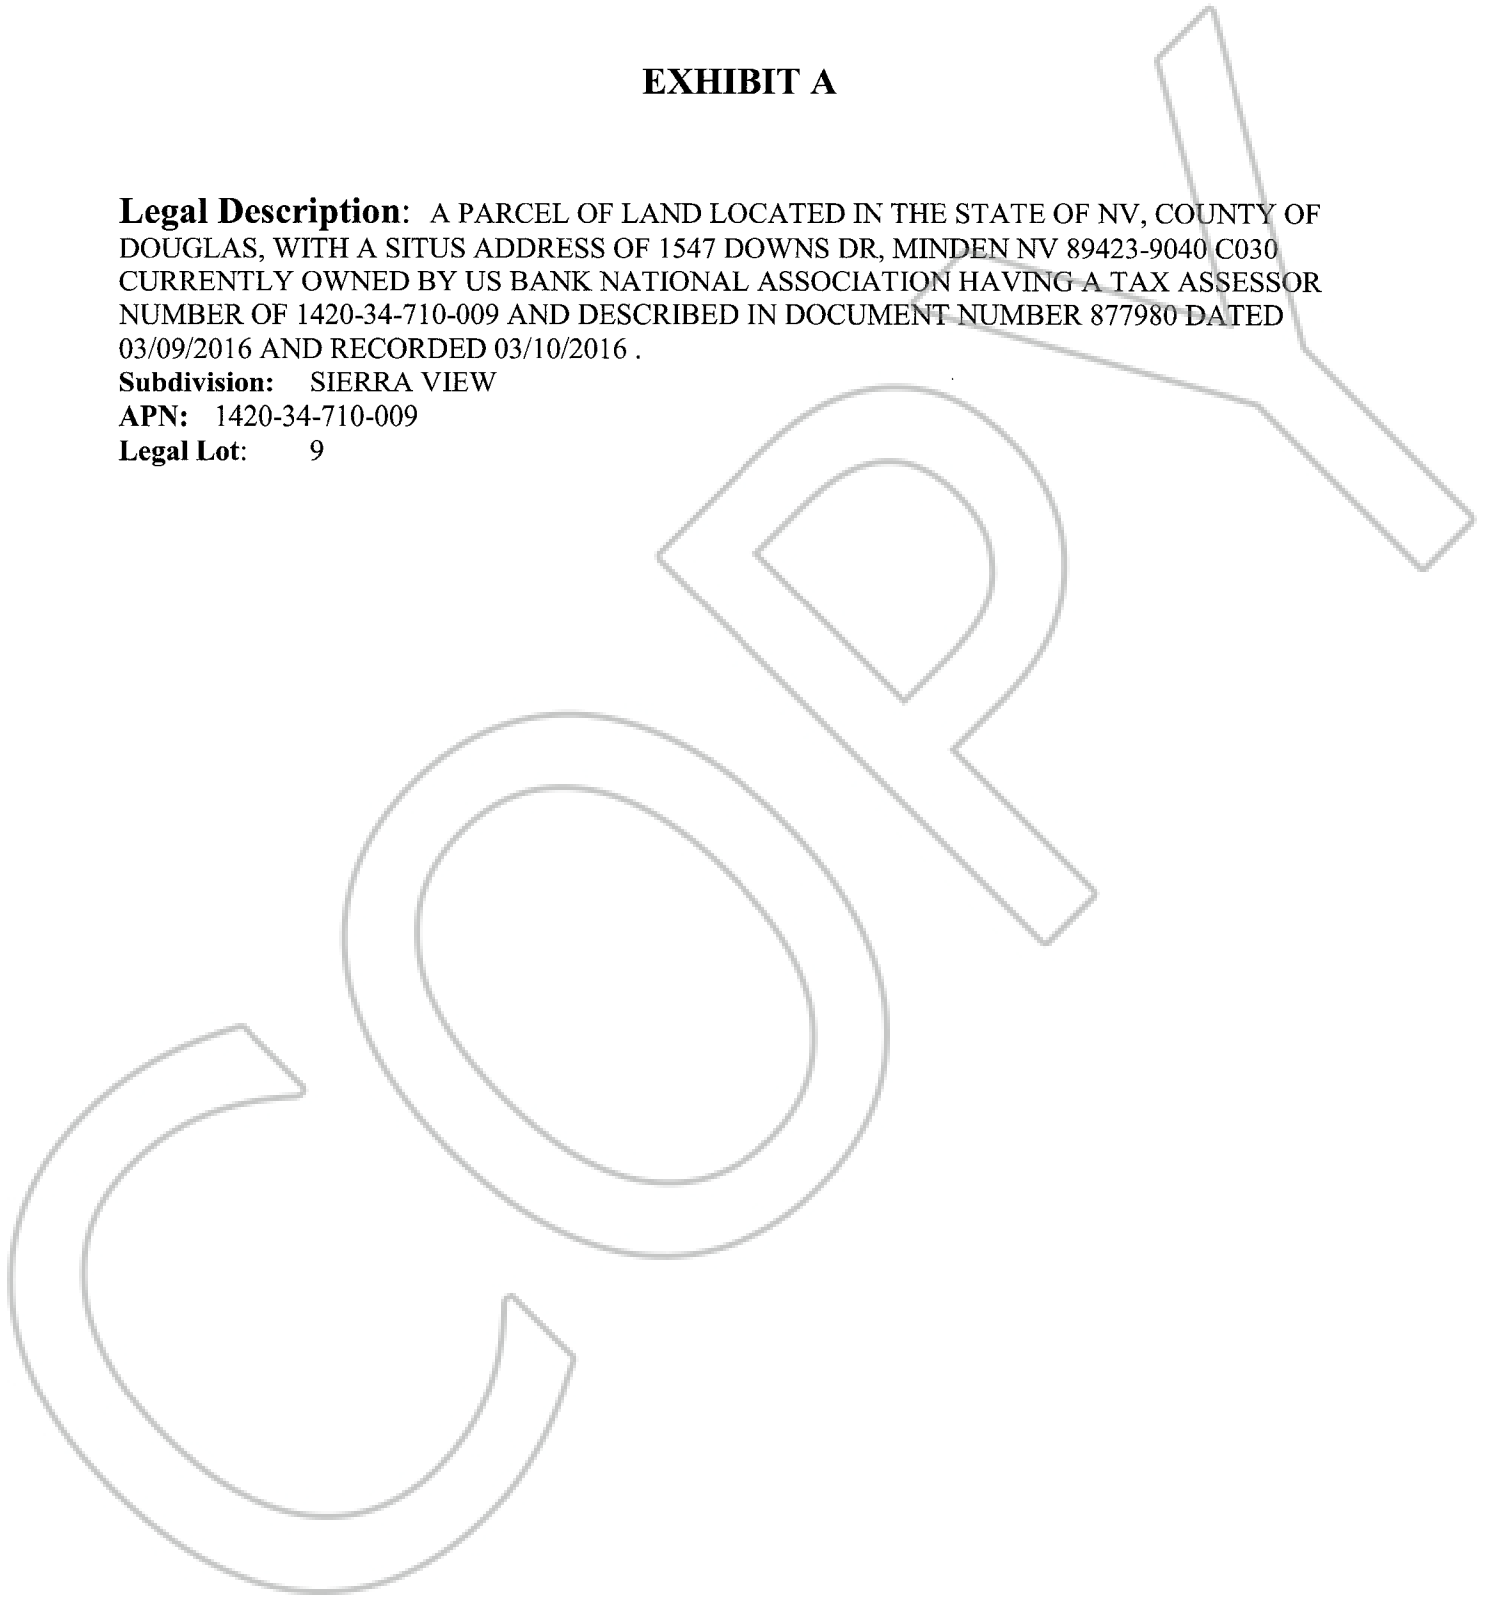 EXHIBIT A
Legal Description: A PARCEL OF LAND LOCATED IN THE STATE OF NV, COUNTY OF
DOUGLAS, WITH A SITUS ADDRESS OF 1547 DOWNS DR, MINDEN NV 89423-9040 C030
CURRENTLY OWNED BY US BANK NATIONAL ASSOCIATION HAVING A TAX ASSESSOR
NUMBER OF 1420-34-710-009 AND DESCRIBED IN DOCUMENT NUMBER 877980 DATED
03/09/2016 AND RECORDED 03/10/2016 .
Subdivision: SIERRA VIEW
APN: 1420-34-710-009
Legal Lot: 9
COPY